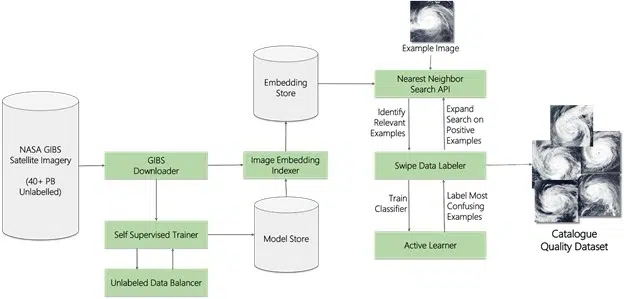 Example Image
Embedding
Store
Nearest Neighbor
Search API
Identify
Relevant
Examples
Expand
Search on
Positive
Examples
NASA GIBS
Satellite Imagery
(40+ PB
Unlabelled)
GIBS
Downloader
Image Embedding
Indexer
Swipe Data Labeler
Train
Classifier
Label Most
Confusing
Examples
Self Supervised Trainer
Model Store
Active Learner
Catalogue
Quality Dataset
Unlabeled Data Balancer